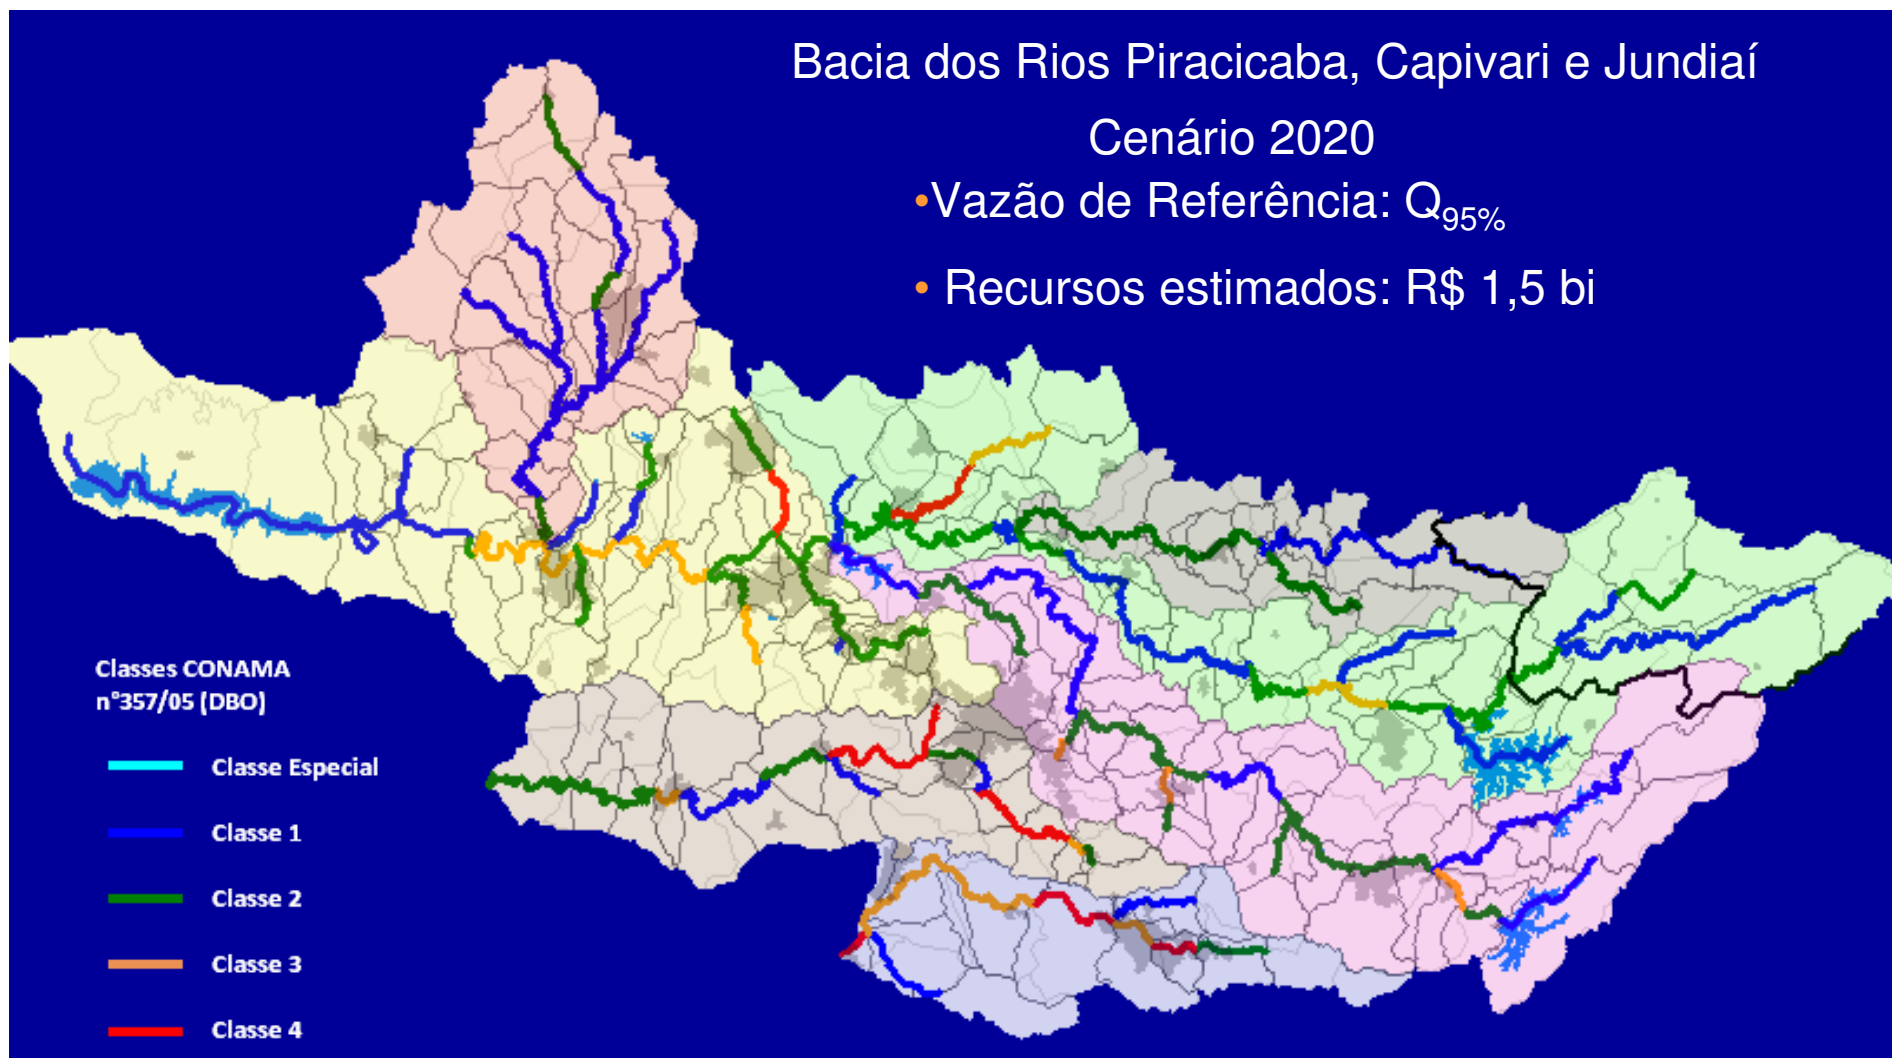 Bacia dos Rios Piracicaba, Capivari e Jundiaí
Cenário 2020
•Vazão de Referência: Q95%
• Recursos estimados: R$ 1,5 bi
Classes CONAMA
n°357/05 (DBO)
Classe Especial
Classe 1
Classe 2
Classe 3
Classe 4